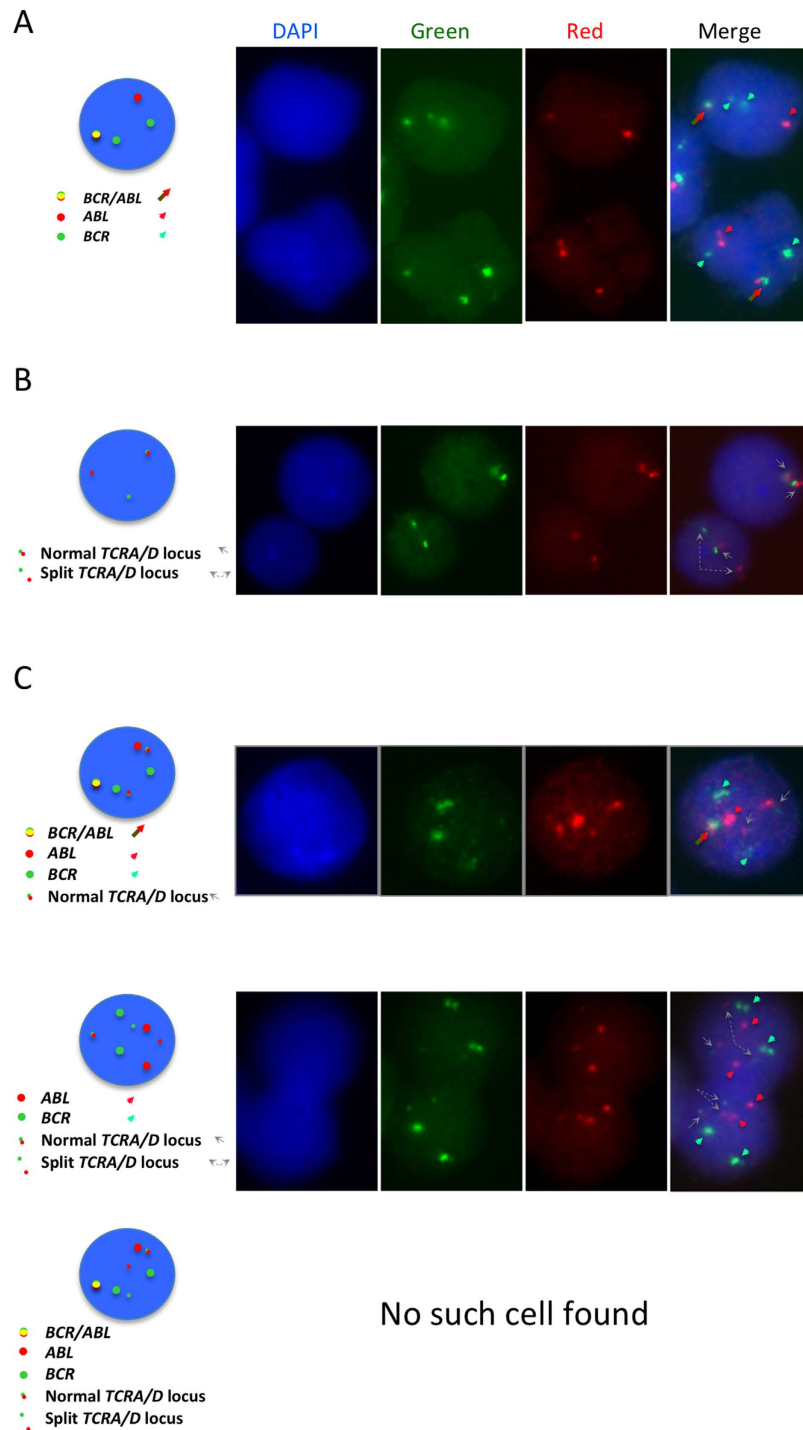 A
DAPI Green Red Merge
BCR/ABL
ABL
BCR
B
Normal TCRA/D locus
Split TCRA/D locus
C
BCR/ABL
ABL
BCR
Normal TCRA/D locus
ABL
BCR
Normal TCRA/D locus
Split TCRA/D locus
No such cell found
BCR/ABL
ABL
BCR
Normal TCRA/D locus
Split TCRA/D locus